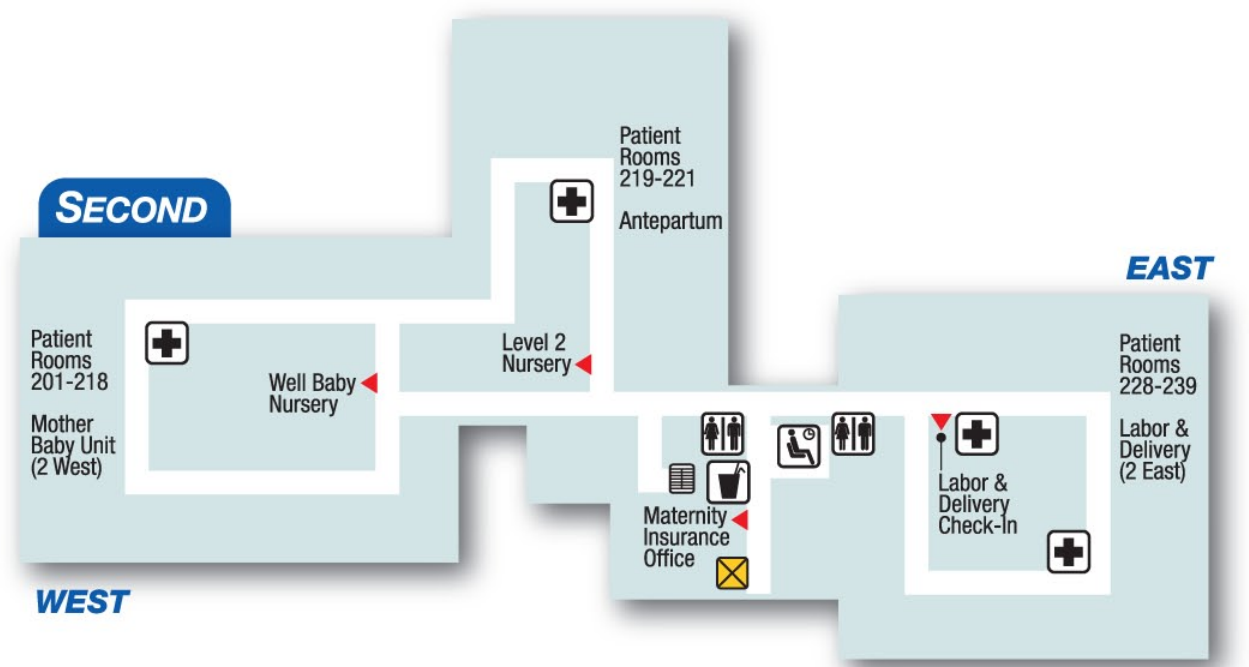 SECOND
Patient
Rooms
219-221
Antepartum
EAST
Patient
Rooms
201-218
Mother
Baby Unit
(2 West)
Well Baby
Nursery
Level 2
Nursery
Patient
Rooms
228-239
Labor &
Delivery
(2 East)
Labor &
Delivery
Check-In
Maternity
Insurance
Office
WEST